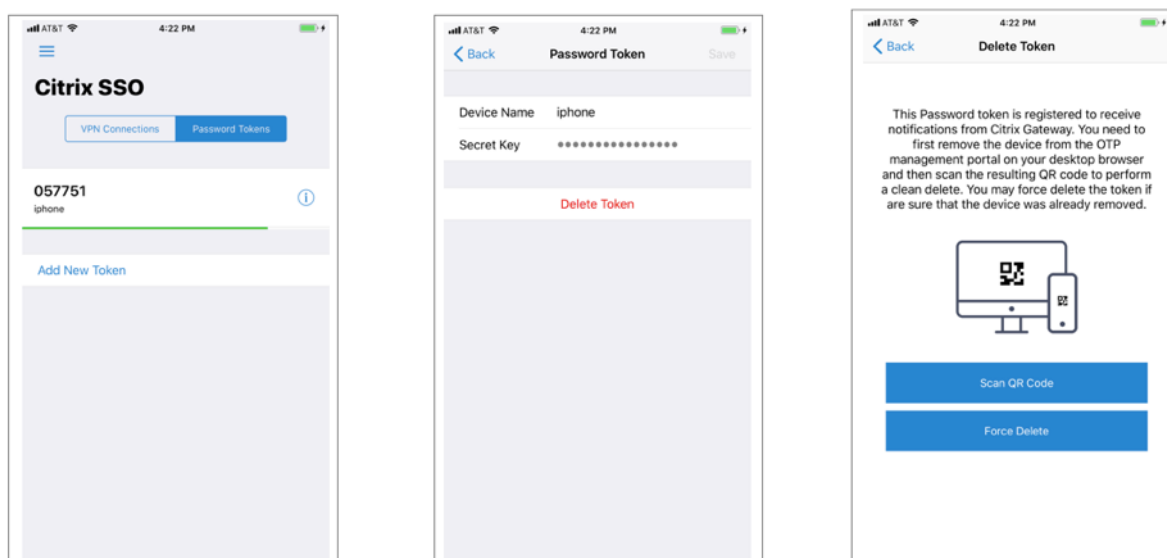 AT&T 4:22 PM
Citrix SSO
VPN Connections Password Tokens
057751
iphone
Add New Token
AT&T 4:22 PM
Back Password Token Save
Device Name iphone
Secret Key ••••••••••••••••
Delete Token
AT&T 4:22 PM
Back Delete Token
This Password token is registered to receive
notifications from Citrix Gateway. You need to
first remove the device from the OTP
management portal on your desktop browser
and then scan the resulting QR code to perform
a clean delete. You may force delete the token if
are sure that the device was already removed.
Scan QR Code
Force Delete